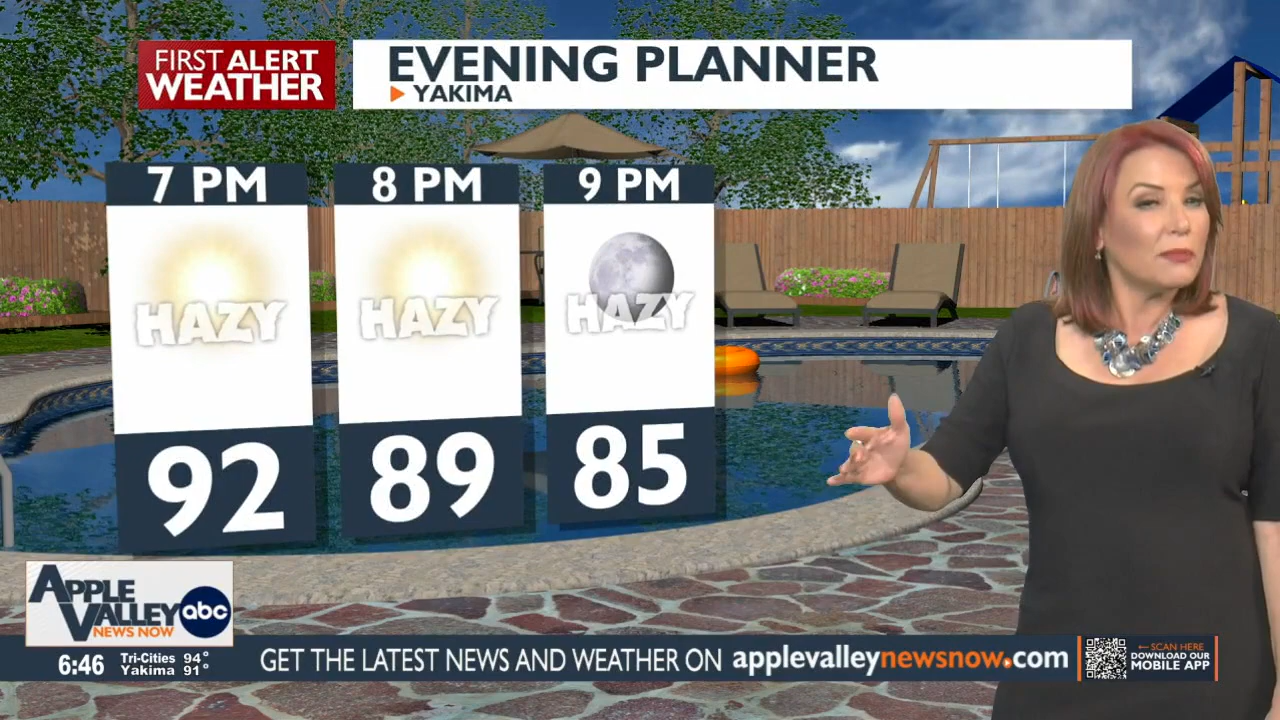 FIRST ALERT
WEATHER
EVENING PLANNER
YAKIMA
7 PM
8 PM
9 PM
HAZY
HAZY
HAZY
92
89
85
APPLE
VALLEY
NEWS NOW
abc
6:46
Tri-Cities 94°
Yakima 91°
GET THE LATEST NEWS AND WEATHER ON applevalleynewsnow.com
SCAN HERE
DOWNLOAD OUR
MOBILE APP